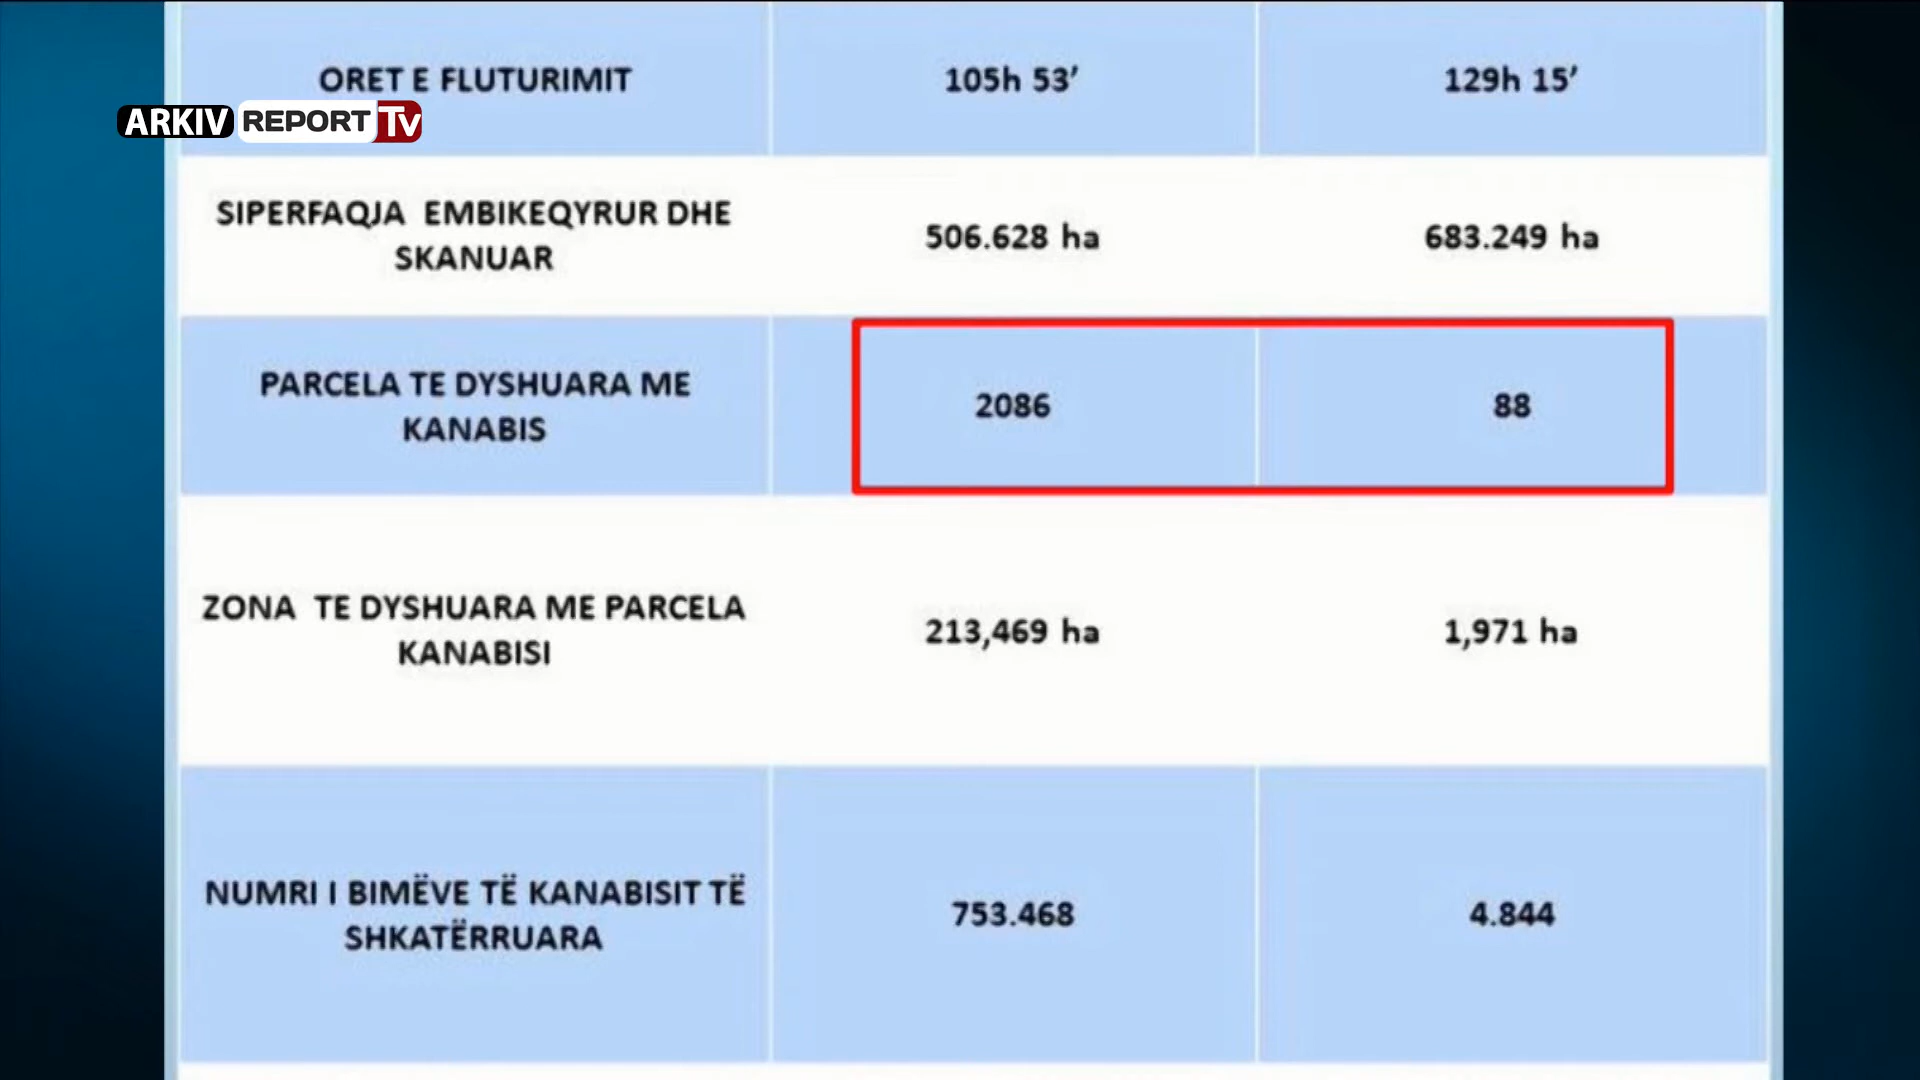 ORET E FLUTURIMIT 105h 53’ 129h 15’
ARKIV REPORT Tv
SIPERFAQJA EMBIKEQYRUR DHE
SKANUAR
506.628 ha 683.249 ha
PARCELA TE DYSHUARA ME
KANABIS
2086 88
ZONA TE DYSHUARA ME PARCELA
KANABISI
213,469 ha 1,971 ha
NUMRI I BIMËVE TË KANABISIT TË
SHKATËRRUARA
753.468 4.844